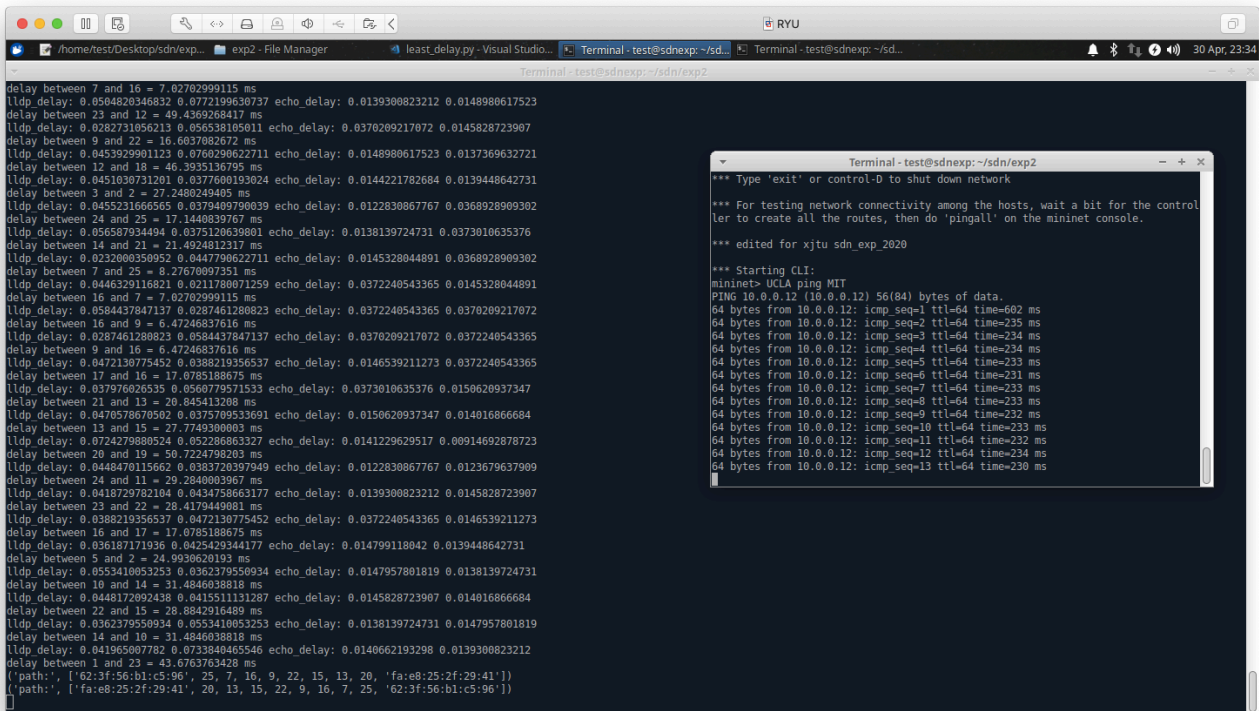 RYU
/home/test/Desktop/sdn/exp...
exp2 - File Manager
least_delay.py - Visual Studio...
Terminal - test@sdnexp: ~/sd...
Terminal - test@sdnexp: ~/sd...
30 Apr, 23:34
Terminal - test@sdnexp: ~/sdn/exp2
delay between 7 and 16 = 7.02702999115 ms
lldp_delay: 0.0504820346832 0.0772199630737 echo_delay: 0.0139300823212 0.0148980617523
delay between 23 and 12 = 49.4369268417 ms
lldp_delay: 0.0282731056213 0.056538105011 echo_delay: 0.0370209217072 0.0145828723907
delay between 9 and 22 = 16.6037082672 ms
lldp_delay: 0.0453929901123 0.0760290622711 echo_delay: 0.0148980617523 0.0137369632721
delay between 12 and 18 = 46.3935136795 ms
lldp_delay: 0.0451030731201 0.0377600193024 echo_delay: 0.0144221782684 0.0139448642731
delay between 3 and 2 = 27.2480249405 ms
lldp_delay: 0.0455231666565 0.0379409790039 echo_delay: 0.0122830867767 0.0368928909302
delay between 24 and 25 = 17.1440839767 ms
lldp_delay: 0.056587934494 0.0375120639801 echo_delay: 0.0138139724731 0.0373010635376
delay between 14 and 21 = 21.4924812317 ms
lldp_delay: 0.0232000350952 0.0447790622711 echo_delay: 0.0145328044891 0.0368928909302
delay between 7 and 25 = 8.27670097351 ms
lldp_delay: 0.0446329116821 0.0211780071259 echo_delay: 0.0372240543365 0.0145328044891
delay between 16 and 7 = 7.02702999115 ms
lldp_delay: 0.0584437847137 0.0287461280823 echo_delay: 0.0372240543365 0.0370209217072
delay between 16 and 9 = 6.47246837616 ms
lldp_delay: 0.0287461280823 0.0584437847137 echo_delay: 0.0370209217072 0.0372240543365
delay between 9 and 16 = 6.47246837616 ms
lldp_delay: 0.0472130775452 0.0388219356537 echo_delay: 0.0146539211273 0.0372240543365
delay between 17 and 16 = 17.0785188675 ms
lldp_delay: 0.037976026535 0.0560779571533 echo_delay: 0.0373010635376 0.0150620937347
delay between 21 and 13 = 20.845413208 ms
lldp_delay: 0.0470578670502 0.0375709533691 echo_delay: 0.0150620937347 0.014016866684
delay between 13 and 15 = 27.7749300003 ms
lldp_delay: 0.0724279880524 0.052286863327 echo_delay: 0.0141229629517 0.00914692878723
delay between 20 and 19 = 50.7224798203 ms
lldp_delay: 0.0448470115662 0.0383720397949 echo_delay: 0.0122830867767 0.0123679637909
delay between 24 and 11 = 29.2840003967 ms
lldp_delay: 0.0418729782104 0.0434758663177 echo_delay: 0.0139300823212 0.0145828723907
delay between 23 and 22 = 28.4179449081 ms
lldp_delay: 0.0388219356537 0.0472130775452 echo_delay: 0.0372240543365 0.0146539211273
delay between 16 and 17 = 17.0785188675 ms
lldp_delay: 0.036187171936 0.0425429344177 echo_delay: 0.014799118042 0.0139448642731
delay between 5 and 2 = 24.9930620193 ms
lldp_delay: 0.0553410053253 0.0362379550934 echo_delay: 0.0147957801819 0.0138139724731
delay between 10 and 14 = 31.4846038818 ms
lldp_delay: 0.0448172092438 0.0415511131287 echo_delay: 0.0145828723907 0.014016866684
delay between 22 and 15 = 28.8842916489 ms
lldp_delay: 0.0362379550934 0.0553410053253 echo_delay: 0.0138139724731 0.0147957801819
delay between 14 and 10 = 31.4846038818 ms
lldp_delay: 0.041965007782 0.0733840465546 echo_delay: 0.0140662193298 0.0139300823212
delay between 1 and 23 = 43.6763763428 ms
('path:', ['62:3f:56:b1:c5:96', 25, 7, 16, 9, 22, 15, 13, 20, 'fa:e8:25:2f:29:41'])
('path:', ['fa:e8:25:2f:29:41', 20, 13, 15, 22, 9, 16, 7, 25, '62:3f:56:b1:c5:96'])
Terminal - test@sdnexp: ~/sdn/exp2
*** Type 'exit' or control-D to shut down network
*** For testing network connectivity among the hosts, wait a bit for the control
ler to create all the routes, then do 'pingall' on the mininet console.
*** edited for xjtu sdn_exp_2020
*** Starting CLI:
mininet> UCLA ping MIT
PING 10.0.0.12 (10.0.0.12) 56(84) bytes of data.
64 bytes from 10.0.0.12: icmp_seq=1 ttl=64 time=602 ms
64 bytes from 10.0.0.12: icmp_seq=2 ttl=64 time=235 ms
64 bytes from 10.0.0.12: icmp_seq=3 ttl=64 time=234 ms
64 bytes from 10.0.0.12: icmp_seq=4 ttl=64 time=234 ms
64 bytes from 10.0.0.12: icmp_seq=5 ttl=64 time=233 ms
64 bytes from 10.0.0.12: icmp_seq=6 ttl=64 time=231 ms
64 bytes from 10.0.0.12: icmp_seq=7 ttl=64 time=233 ms
64 bytes from 10.0.0.12: icmp_seq=8 ttl=64 time=233 ms
64 bytes from 10.0.0.12: icmp_seq=9 ttl=64 time=232 ms
64 bytes from 10.0.0.12: icmp_seq=10 ttl=64 time=233 ms
64 bytes from 10.0.0.12: icmp_seq=11 ttl=64 time=232 ms
64 bytes from 10.0.0.12: icmp_seq=12 ttl=64 time=234 ms
64 bytes from 10.0.0.12: icmp_seq=13 ttl=64 time=230 ms